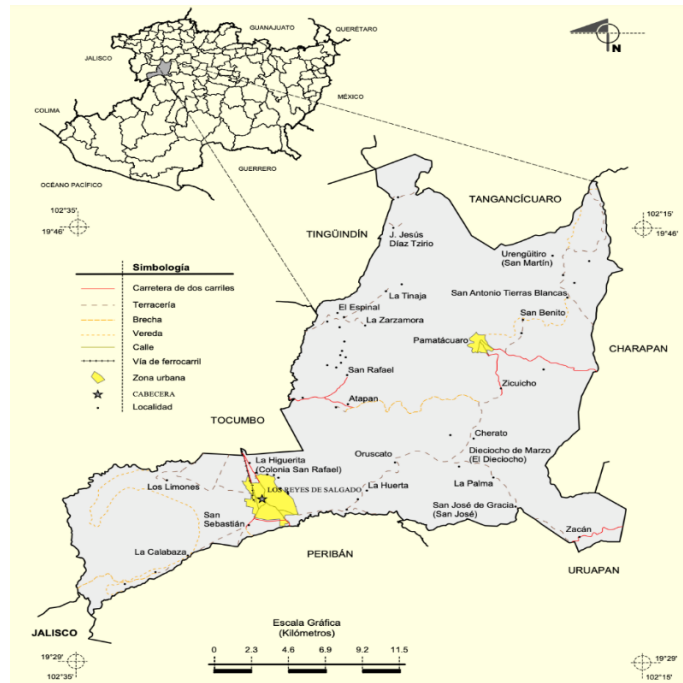 GUANAJUATO
QUERÉTARO
JALISCO
MÉXICO
COLIMA
GUERRERO
OCÉANO PACÍFICO
N
102°35'
19°46'
102°15'
19°46'
TANGANCÍCUARO
TINGÜINDÍN
J. Jesús
Díaz Tzirio
Urengüitiro
(San Martín)
Simbología
Carretera de dos carriles
Terracería
Brecha
Vereda
Calle
Vía de ferrocarril
Zona urbana
CABECERA
Localidad
La Tinaja
San Antonio Tierras Blancas
El Espinal
La Zarzamora
San Benito
Pamatácuaro
CHARAPAN
San Rafael
Zicuicho
Atapan
TOCUMBO
Cherato
Dieciocho de Marzo
(El Dieciocho)
La Higuerita
(Colonia San Rafael)
Oruscato
Los Limones
LOS REYES DE SALGADO
La Huerta
La Palma
San
Sebastián
San José de Gracia
(San José)
Zacán
La Calabaza
PERIBÁN
URUAPAN
JALISCO
Escala Gráfica
(Kilómetros)
0 2.3 4.6 6.9 9.2 11.5
19°29'
102°35'
19°29'
102°15'